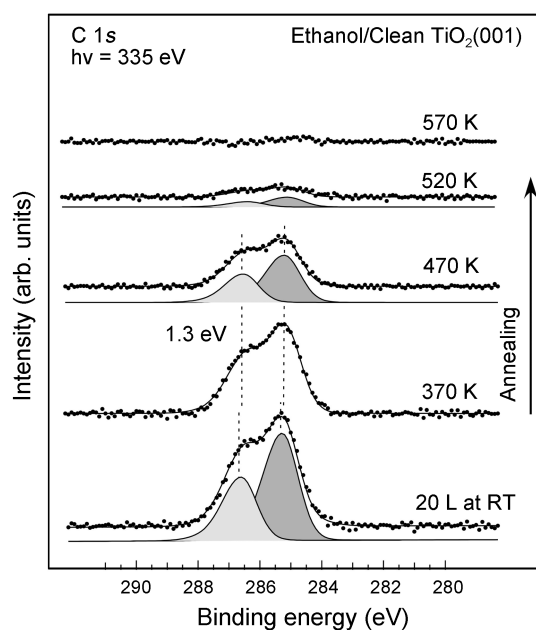 C 1s
hν = 335 eV
Ethanol/Clean TiO₂(001)
570 K
520 K
470 K
1.3 eV
370 K
20 L at RT
Intensity (arb. units)
Annealing
290 288 286 284 282 280
Binding energy (eV)